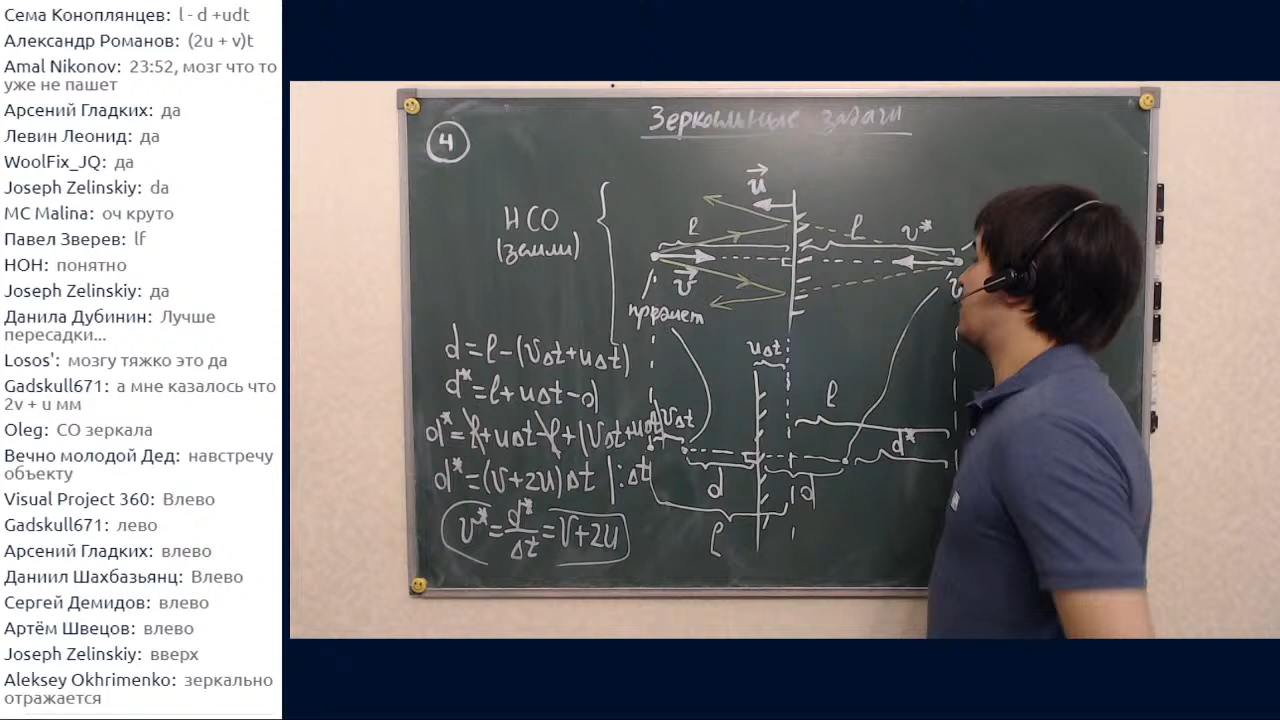 Сема Коноплянцев: l - d +udt
Александр Романов: (2u + v)t
Amal Nikonov: 23:52, мозг что то
уже не пашет
Арсений Гладких: да
Левин Леонид: да
WoolFix_JQ: да
Joseph Zelinskiy: da
MC Malina: оч круто
Павел Зверев: lf
НОН: понятно
Joseph Zelinskiy: да
Данила Дубинин: Лучше
пересадки...
Losos': мозгу тяжко это да
Gadskull671: а мне казалось что
2v + u мм
Oleg: СО зеркала
Вечно молодой Дед: навстречу
объекту
Visual Project 360: Влево
Gadskull671: лево
Арсений Гладких: влево
Даниил Шахбазьянц: Влево
Сергей Демидов: влево
Артём Швецов: влево
Joseph Zelinskiy: вверх
Aleksey Okhrimenko: зеркально
отражается
Зеркальные задачи
4
НСО
(земли)
u
l
l
v*
v
предмет
d=l-(vΔt+uΔt)
d*=l+uΔt-d
d*=l+uΔt-l+(vΔt+uΔt)
d*=(v+2u)Δt |:Δt
v*=d*/Δt=v+2u
uΔt
l
vΔt
d*
d
d
l